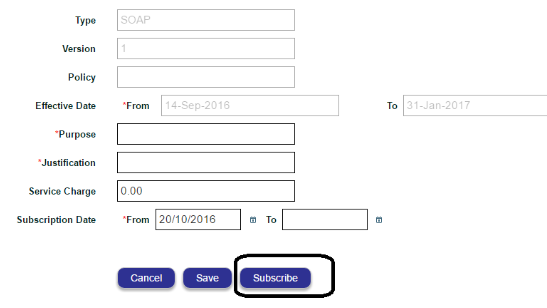 Type SOAP
Version 1
Policy
Effective Date *From 14-Sep-2016 To 31-Jan-2017
*Purpose
*Justification
Service Charge 0.00
Subscription Date *From 20/10/2016 To
Cancel Save Subscribe